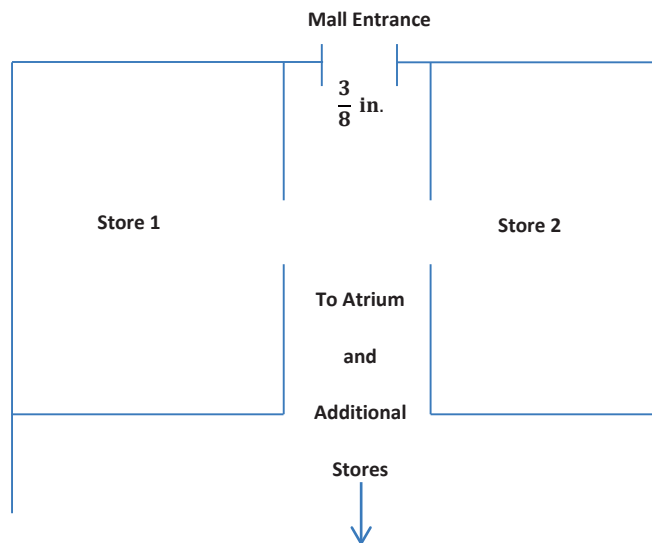 Mall Entrance
3/8 in.
Store 1
Store 2
To Atrium
and
Additional
Stores